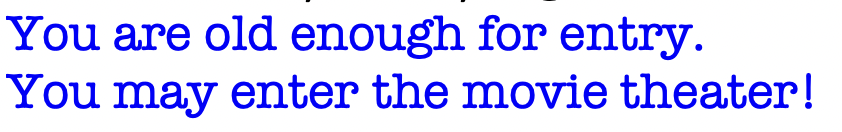 You are old enough for entry.
You may enter the movie theater!